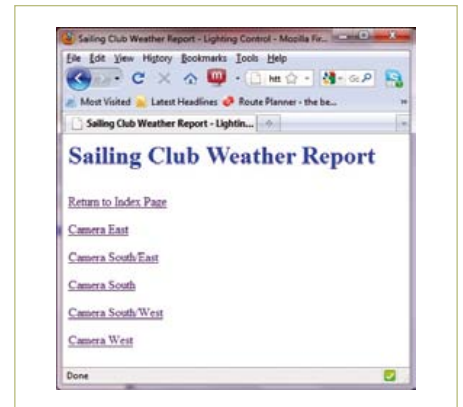 Sailing Club Weather Report - Lighting Control - Mozilla Fir...
File Edit View History Bookmarks Tools Help
htt
Most Visited Latest Headlines Route Planner - the be...
Sailing Club Weather Report - Lightin...
Sailing Club Weather Report
Return to Index Page
Camera East
Camera South/East
Camera South
Camera South/West
Camera West
Done